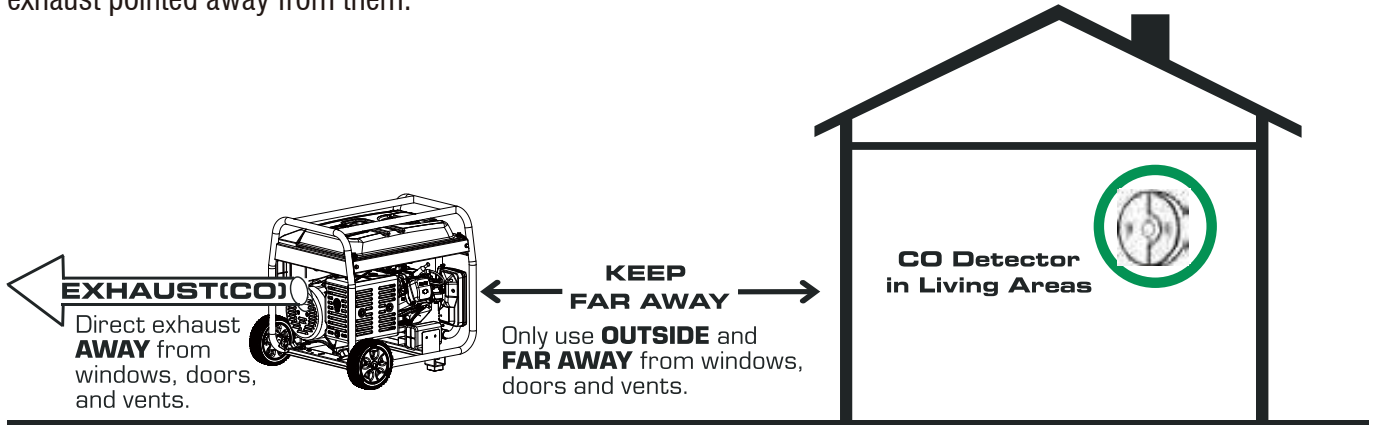 exhaust pointed away from them.
EXHAUST(CO)
Direct exhaust
AWAY from
windows, doors,
and vents.
KEEP
FAR AWAY
Only use OUTSIDE and
FAR AWAY from windows,
doors and vents.
CO Detector
in Living Areas